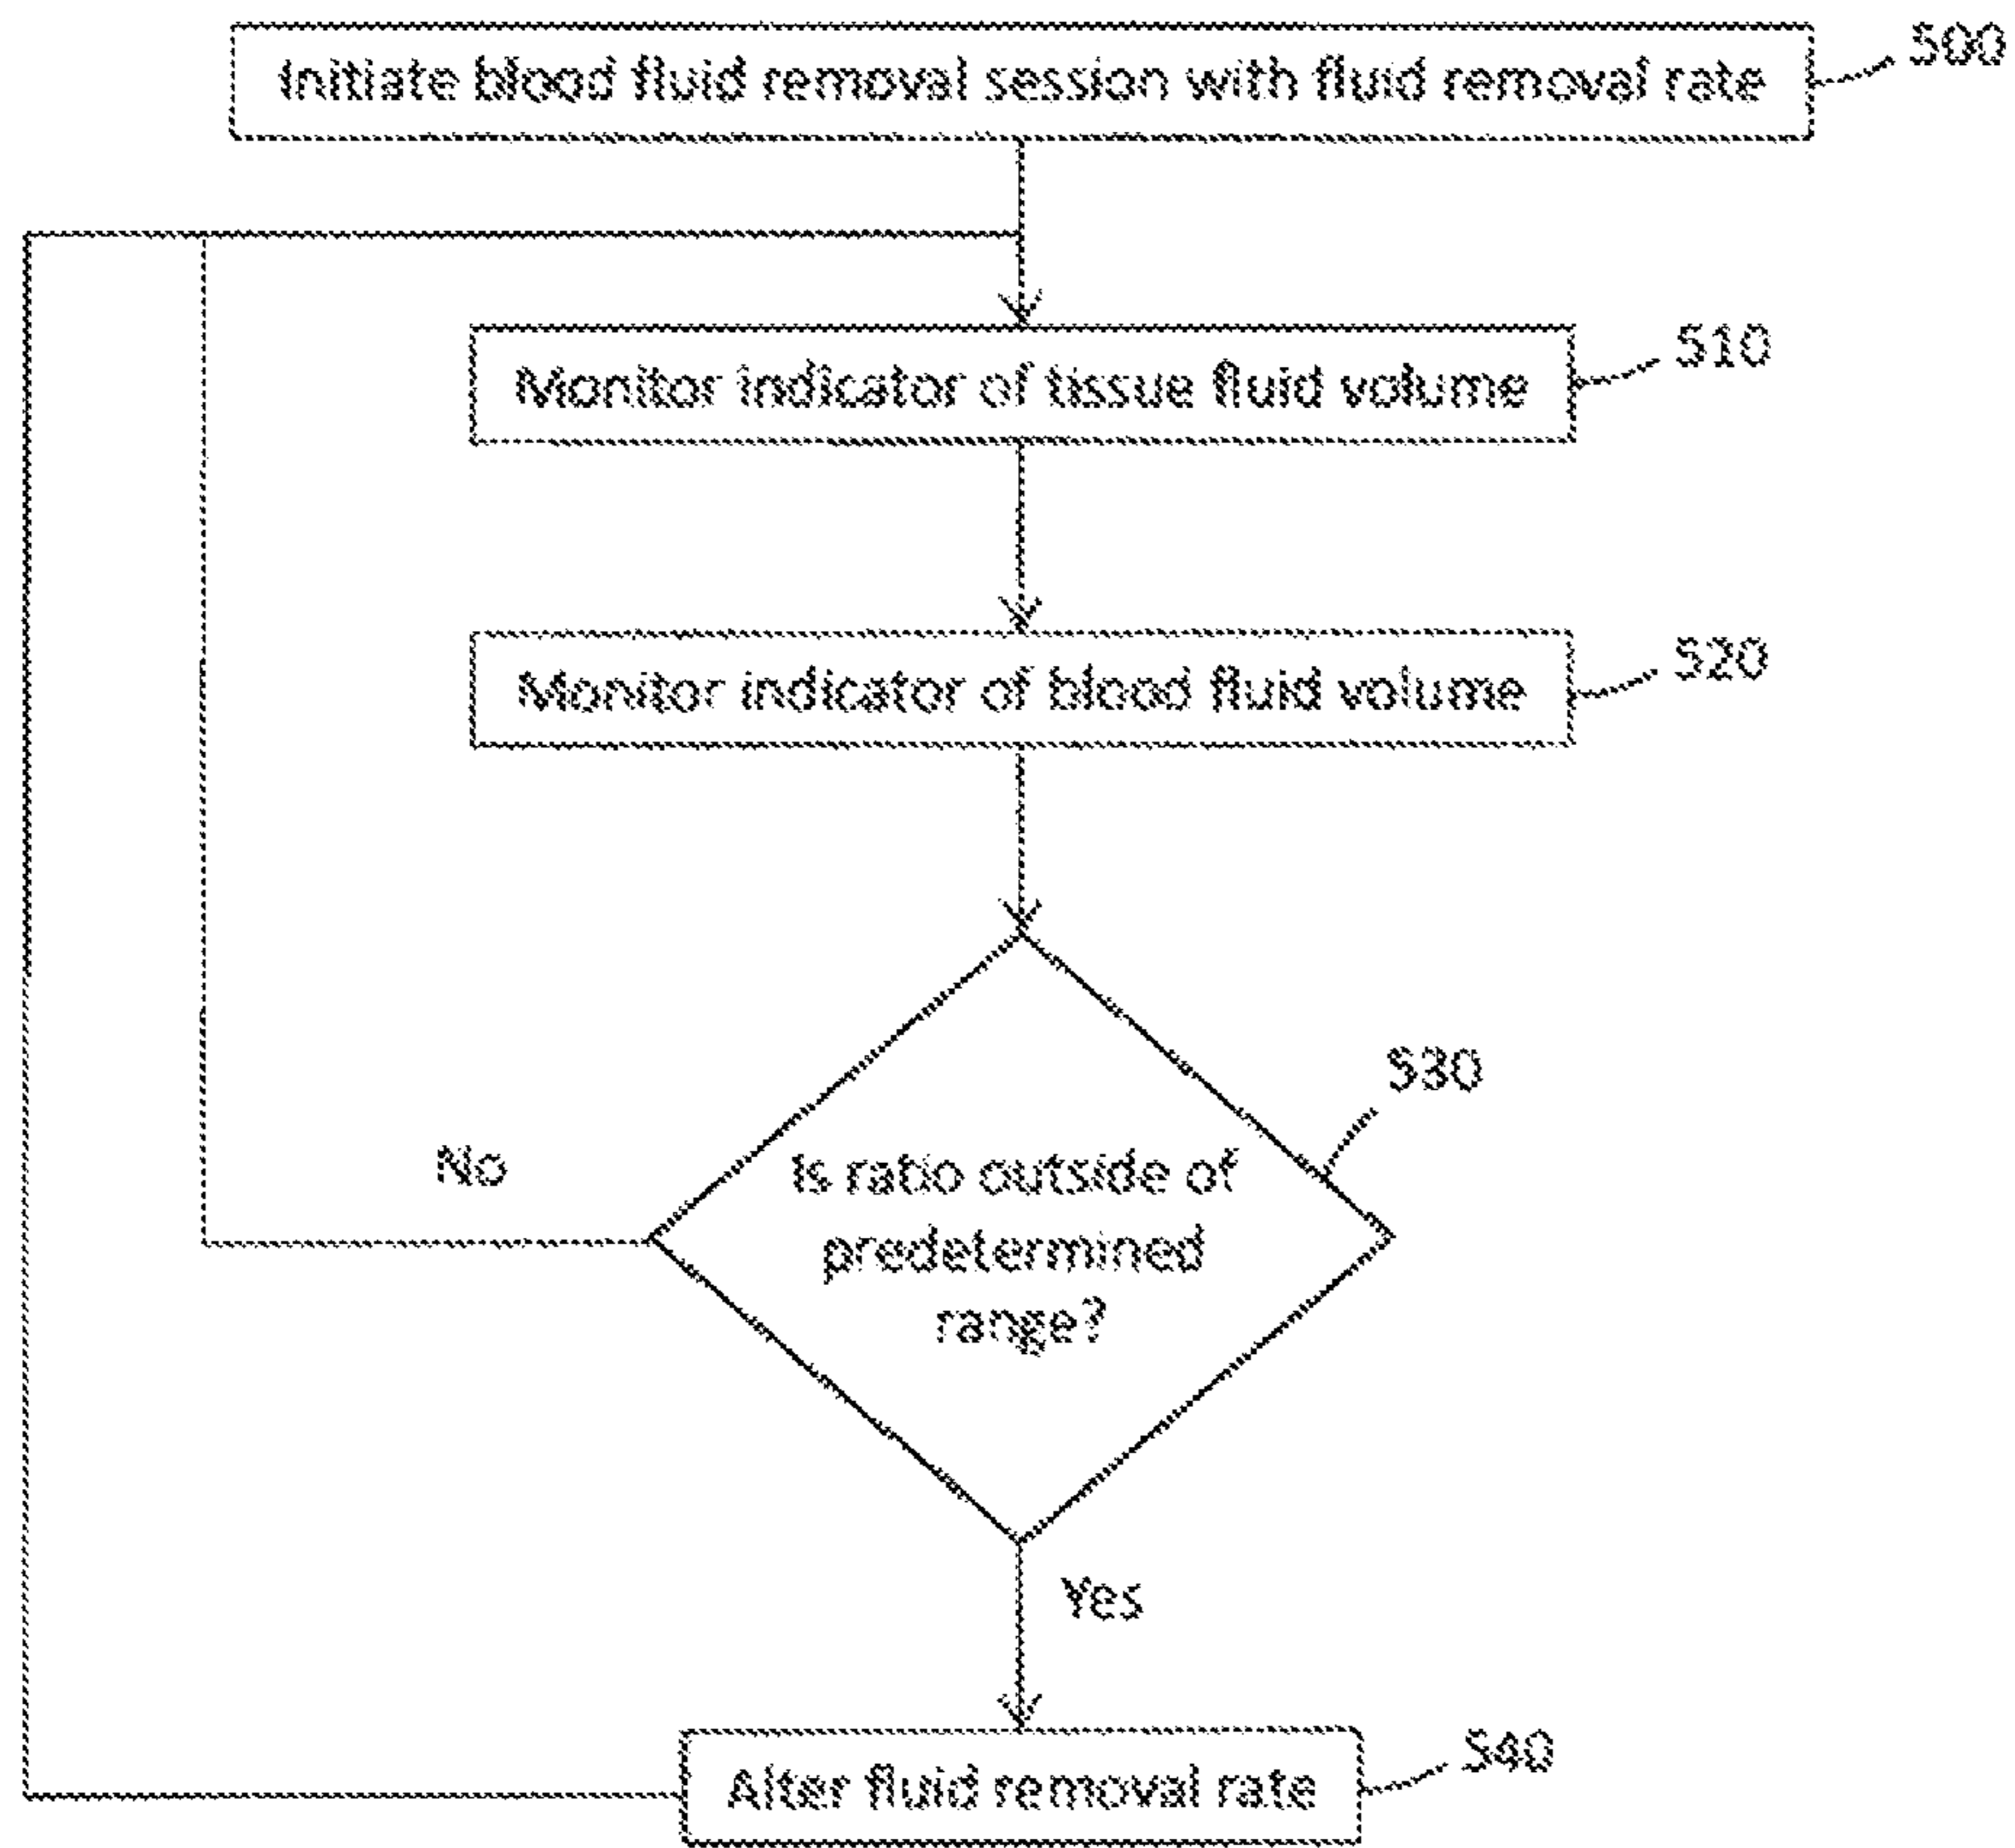 Initiate blood fluid removal session with fluid removal rate
500
Monitor indicator of tissue fluid volume
510
Monitor indicator of blood fluid volume
520
530
No
Is ratio outside of
predetermined
range?
Yes
Alter fluid removal rate
540